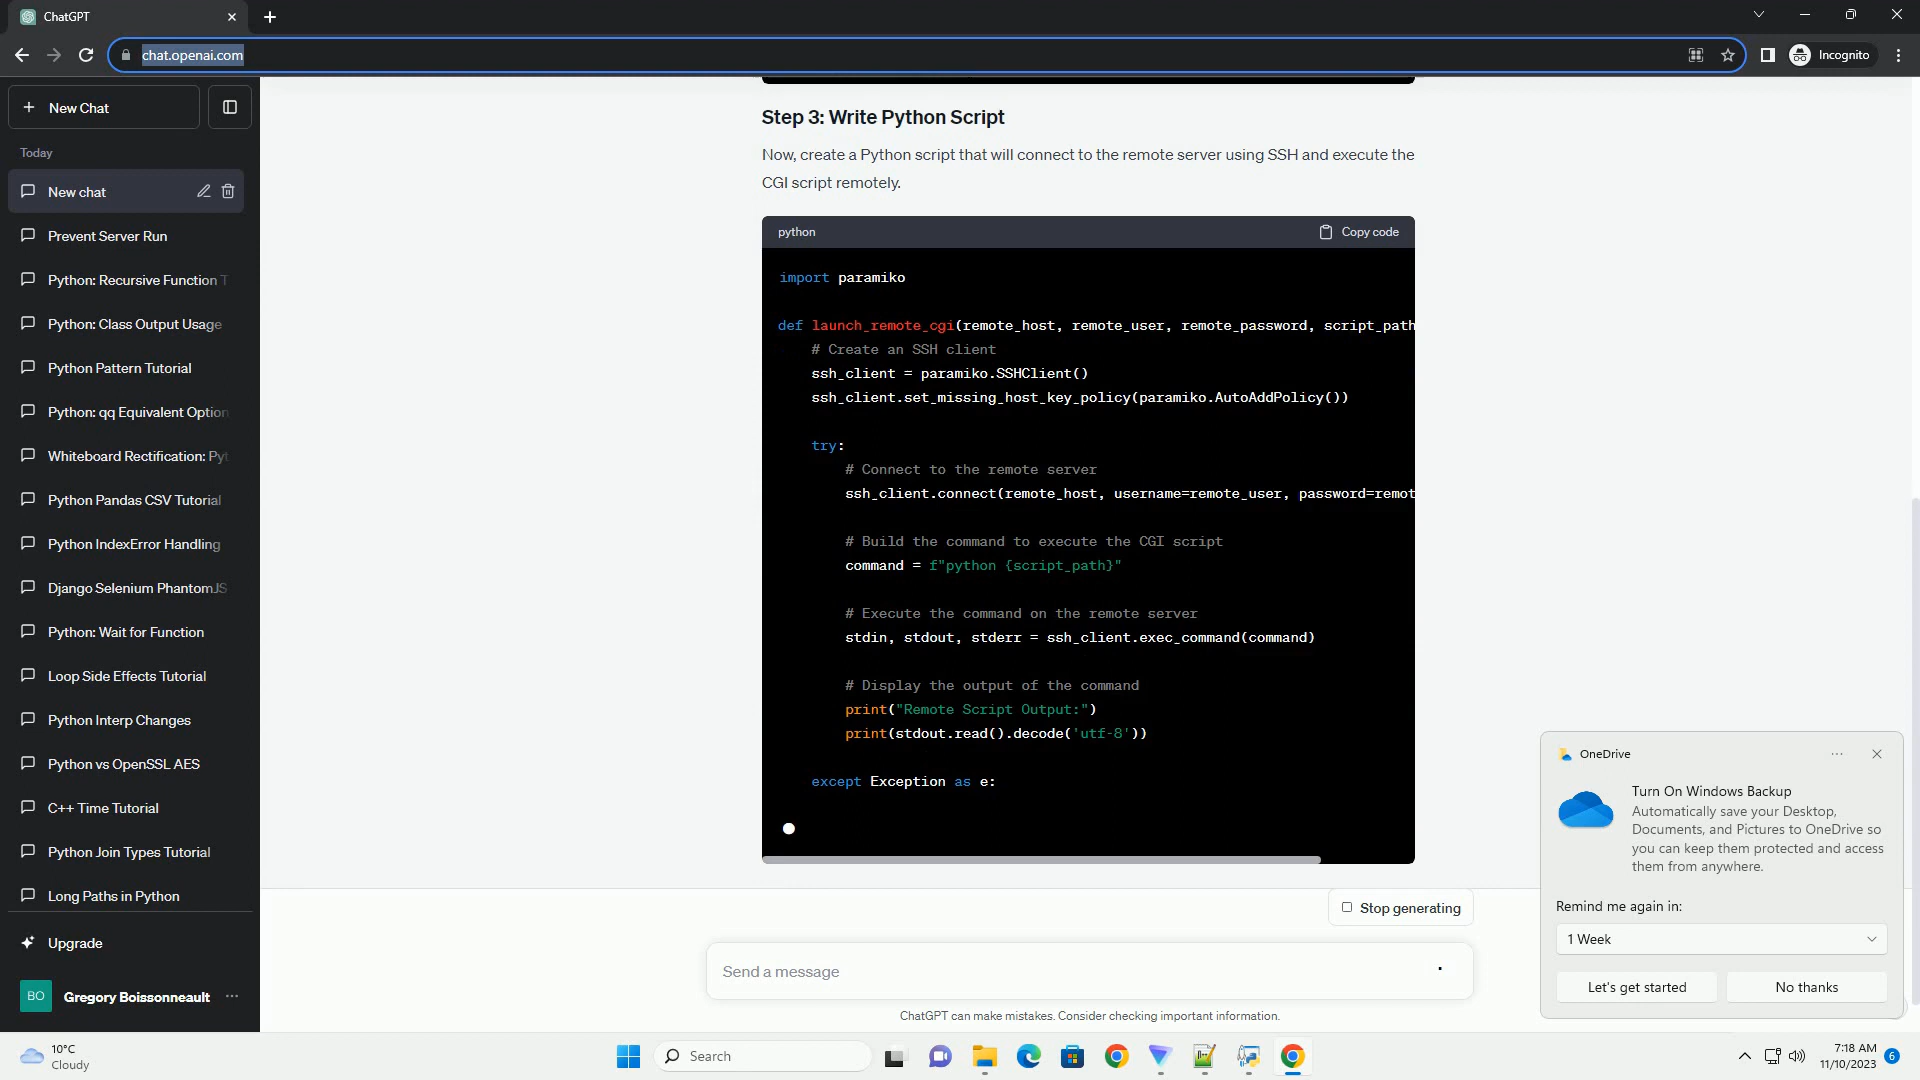 ChatGPT
chat.openai.com
Incognito
New Chat
Today
New chat
Prevent Server Run
Python: Recursive Function T
Python: Class Output Usage
Python Pattern Tutorial
Python: qq Equivalent Option
Whiteboard Rectification: Pyt
Python Pandas CSV Tutorial
Python IndexError Handling
Django Selenium PhantomJS
Python: Wait for Function
Loop Side Effects Tutorial
Python Interp Changes
Python vs OpenSSL AES
C++ Time Tutorial
Python Join Types Tutorial
Long Paths in Python
Upgrade
BO Gregory Boissonneault
Step 3: Write Python Script
Now, create a Python script that will connect to the remote server using SSH and execute the
CGI script remotely.
python Copy code
import paramiko
def launch_remote_cgi(remote_host, remote_user, remote_password, script_path
# Create an SSH client
ssh_client = paramiko.SSHClient()
ssh_client.set_missing_host_key_policy(paramiko.AutoAddPolicy())
try:
# Connect to the remote server
ssh_client.connect(remote_host, username=remote_user, password=remot
# Build the command to execute the CGI script
command = f"python {script_path}"
# Execute the command on the remote server
stdin, stdout, stderr = ssh_client.exec_command(command)
# Display the output of the command
print("Remote Script Output:")
print(stdout.read().decode('utf-8'))
except Exception as e:
Stop generating
Send a message
ChatGPT can make mistakes. Consider checking important information.
OneDrive
Turn On Windows Backup
Automatically save your Desktop,
Documents, and Pictures to OneDrive so
you can keep them protected and access
them from anywhere.
Remind me again in:
1 Week
Let's get started No thanks
10°C
Cloudy
Search
7:18 AM
11/10/2023
6